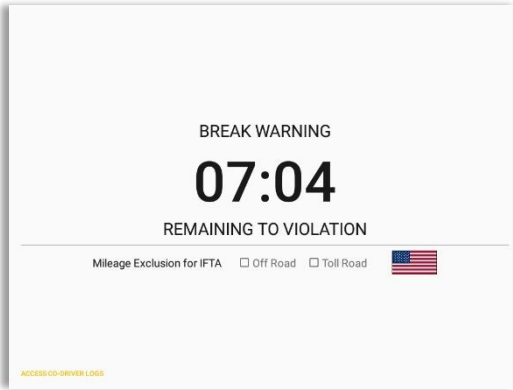 BREAK WARNING
07:04
REMAINING TO VIOLATION
Mileage Exclusion for IFTA Off Road Toll Road
ACCESS CO-DRIVER LOGS